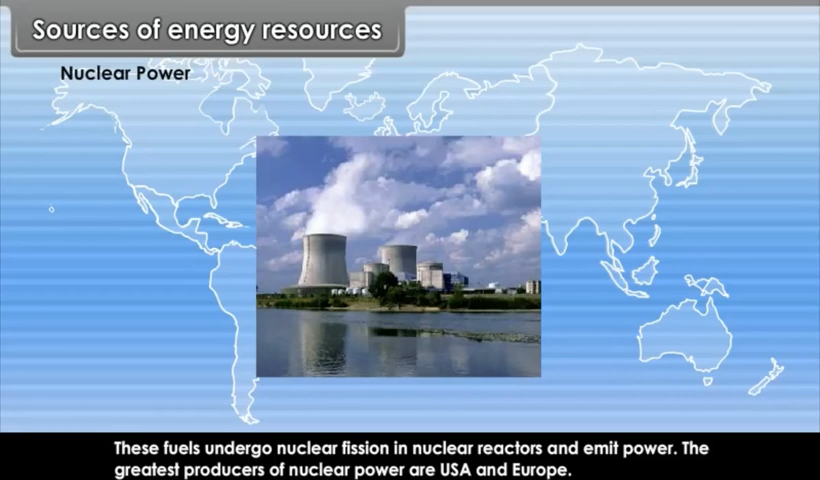 Sources of energy resources
Nuclear Power
These fuels undergo nuclear fission in nuclear reactors and emit power. The
greatest producers of nuclear power are USA and Europe.